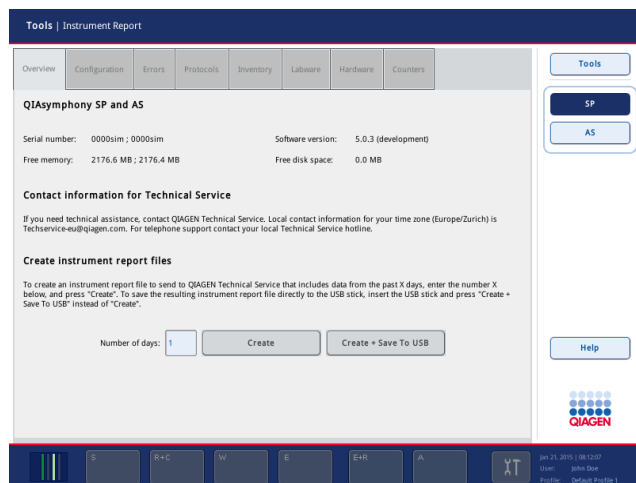 Tools | Instrument Report
Overview Configuration Errors Protocols Inventory Labware Hardware Counters
Tools
SP
AS
QIAsymphony SP and AS
Serial number: 0000sim ; 0000sim Software version: 5.0.3 (development)
Free memory: 2176.6 MB ; 2176.4 MB Free disk space: 0.0 MB
Contact information for Technical Service
If you need technical assistance, contact QIAGEN Technical Service. Local contact information for your time zone (Europe/Zurich) is
Techservice-eu@qiagen.com. For telephone support contact your local Technical Service hotline.
Create instrument report files
To create an instrument report file to send to QIAGEN Technical Service that includes data from the past X days, enter the number X
below, and press "Create". To save the resulting instrument report file directly to the USB stick, insert the USB stick and press "Create +
Save To USB" instead of "Create".
Number of days: 1 Create Create + Save To USB
Help
QIAGEN
S R+C W E E+R A
Jan 21, 2015 | 08:12:07
User: John Doe
Profile: Default Profile 1